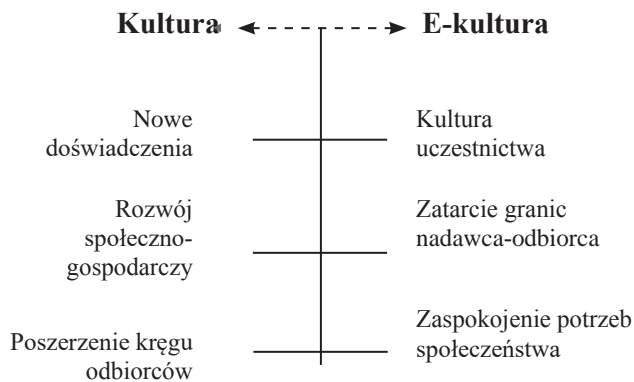 Kultura E-kultura
Nowe
doświadczenia
Kultura
uczestnictwa
Rozwój
społeczno-
gospodarczy
Zatarcie granic
nadawca-odbiorca
Poszerzenie kręgu
odbiorców
Zaspokojenie potrzeb
społeczeństwa